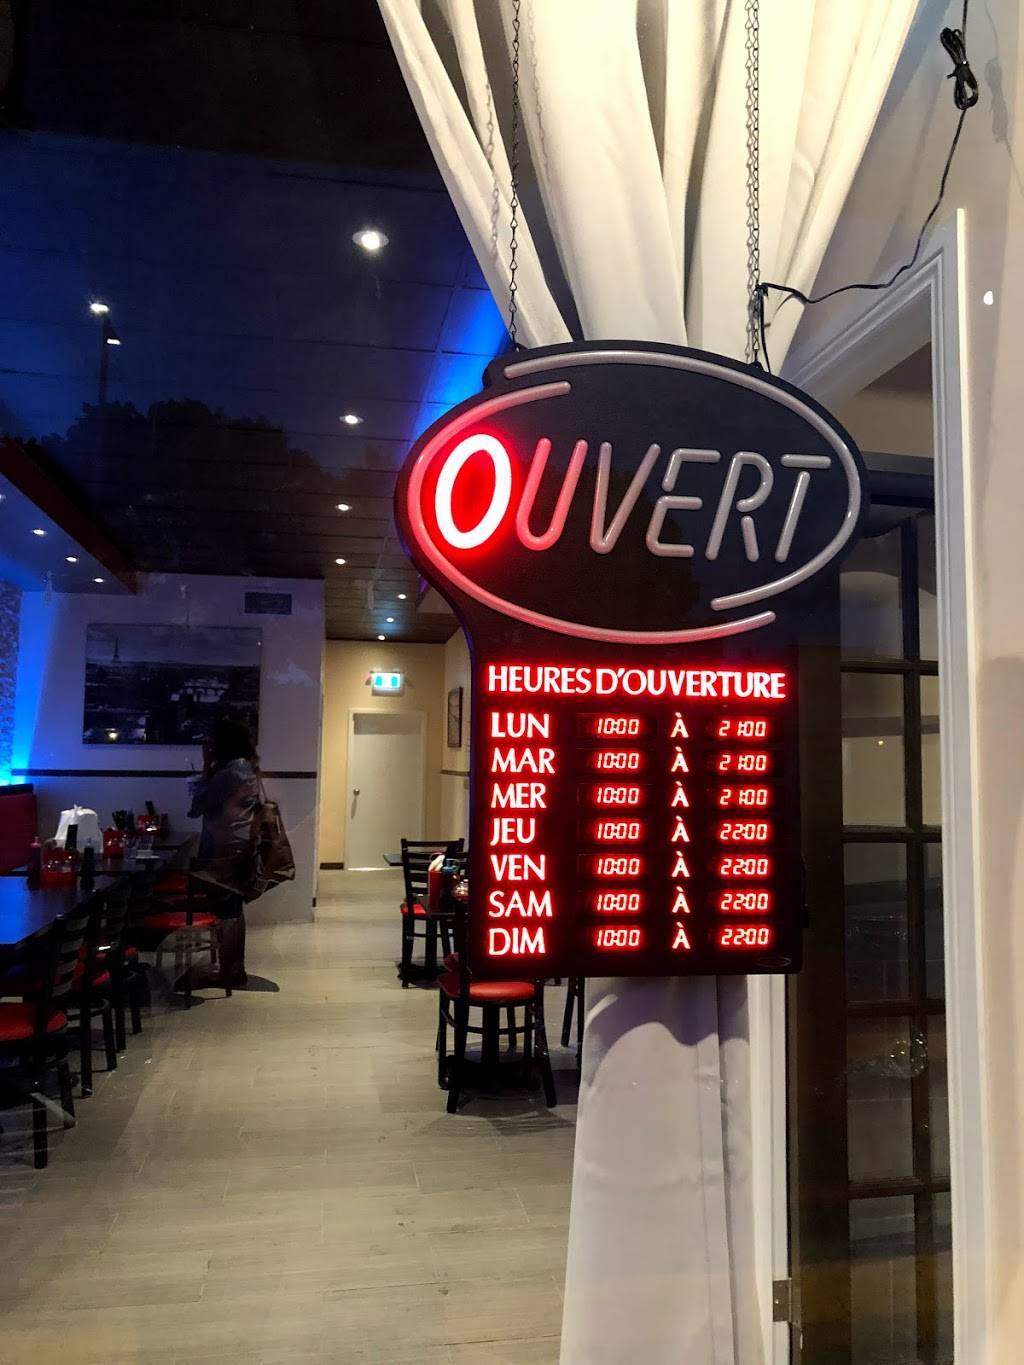 OUVERT
HEURES D'OUVERTURE
LUN 10:00 À 21:00
MAR 10:00 À 21:00
MER 10:00 À 21:00
JEU 10:00 À 22:00
VEN 10:00 À 22:00
SAM 10:00 À 22:00
DIM 10:00 À 22:00